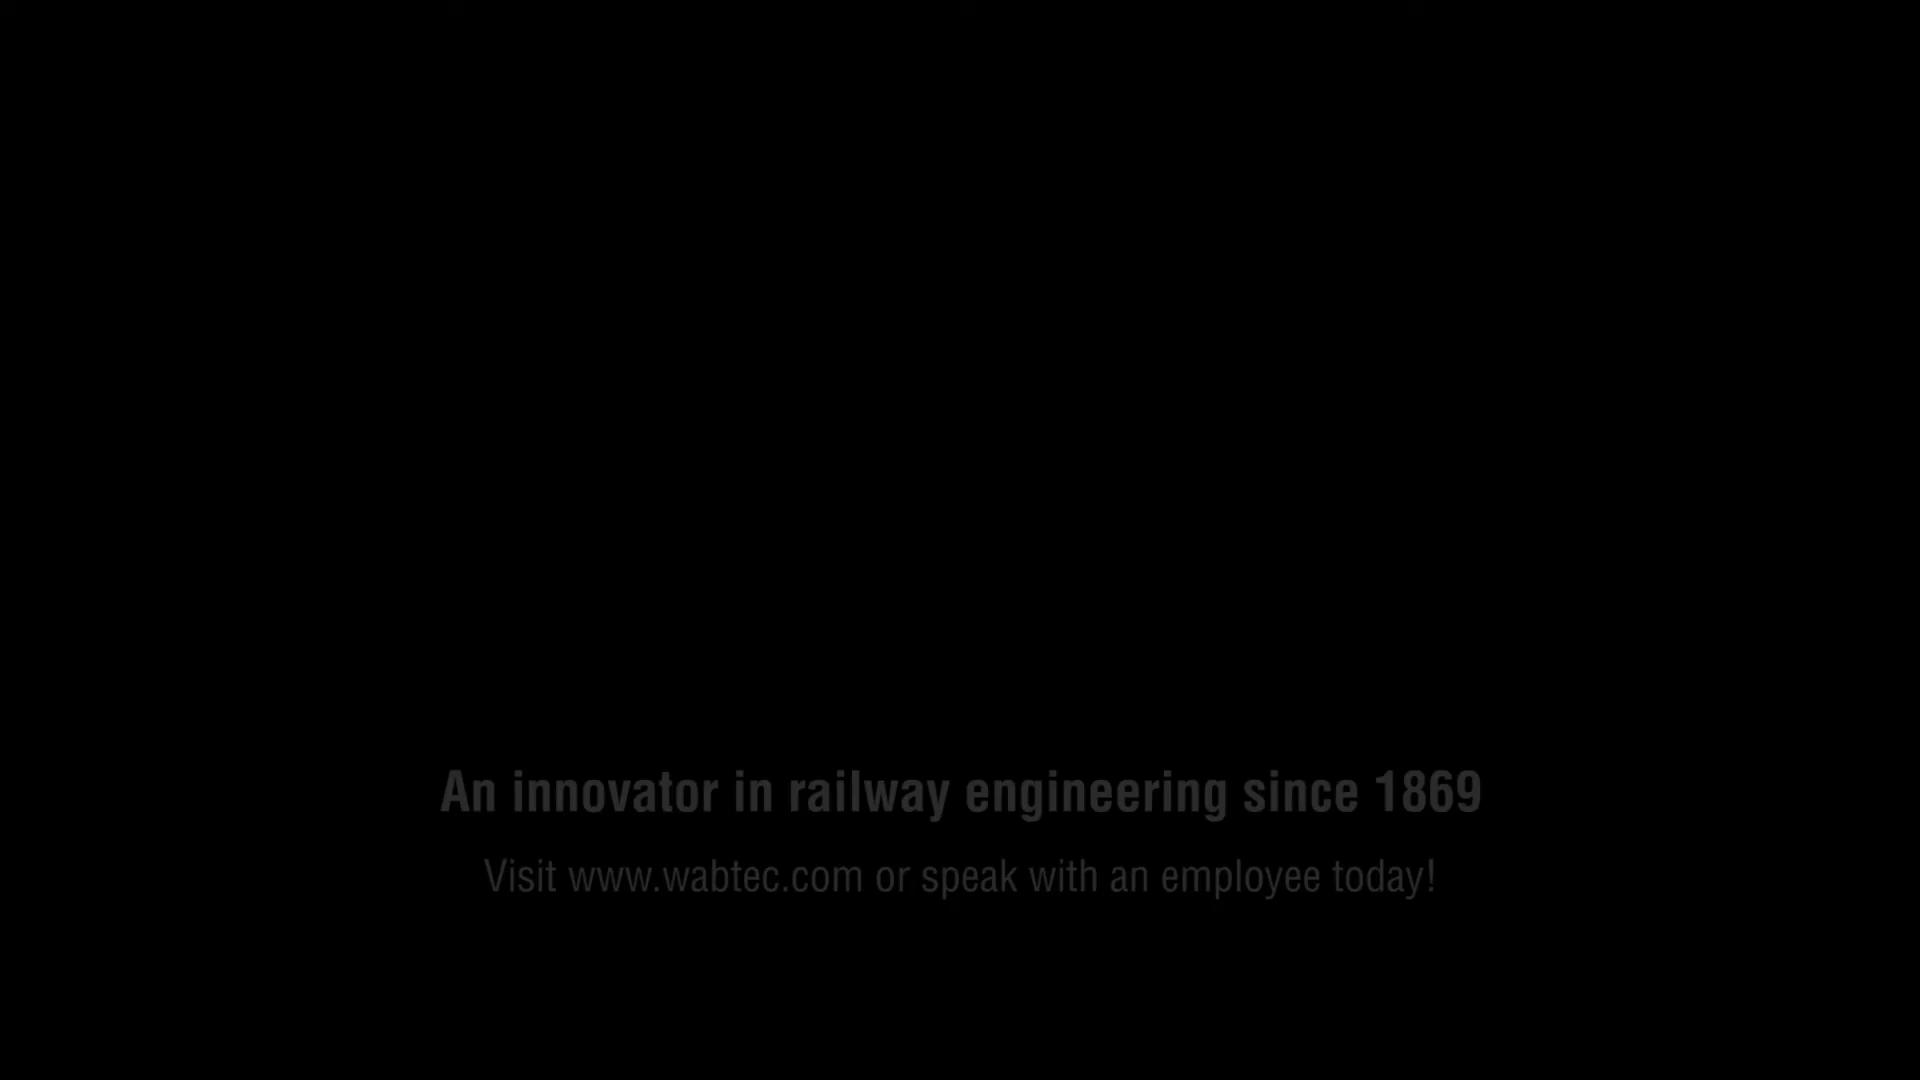 An innovator in railway engineering since 1869
Visit www.wabtec.com or speak with an employee today!